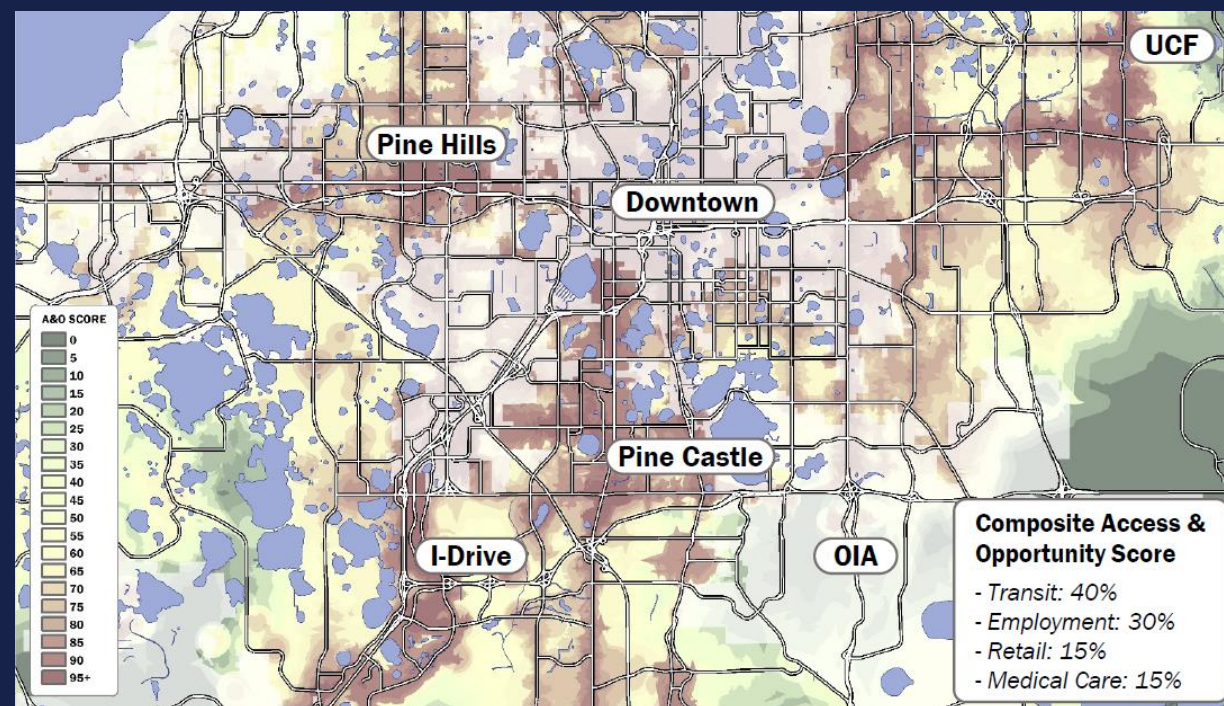 UCF
Pine Hills
Downtown
Pine Castle
I-Drive
OIA
A&O SCORE
0
5
10
15
20
25
30
35
40
45
50
55
60
65
70
75
80
85
90
95+
Composite Access &
Opportunity Score
- Transit: 40%
- Employment: 30%
- Retail: 15%
- Medical Care: 15%